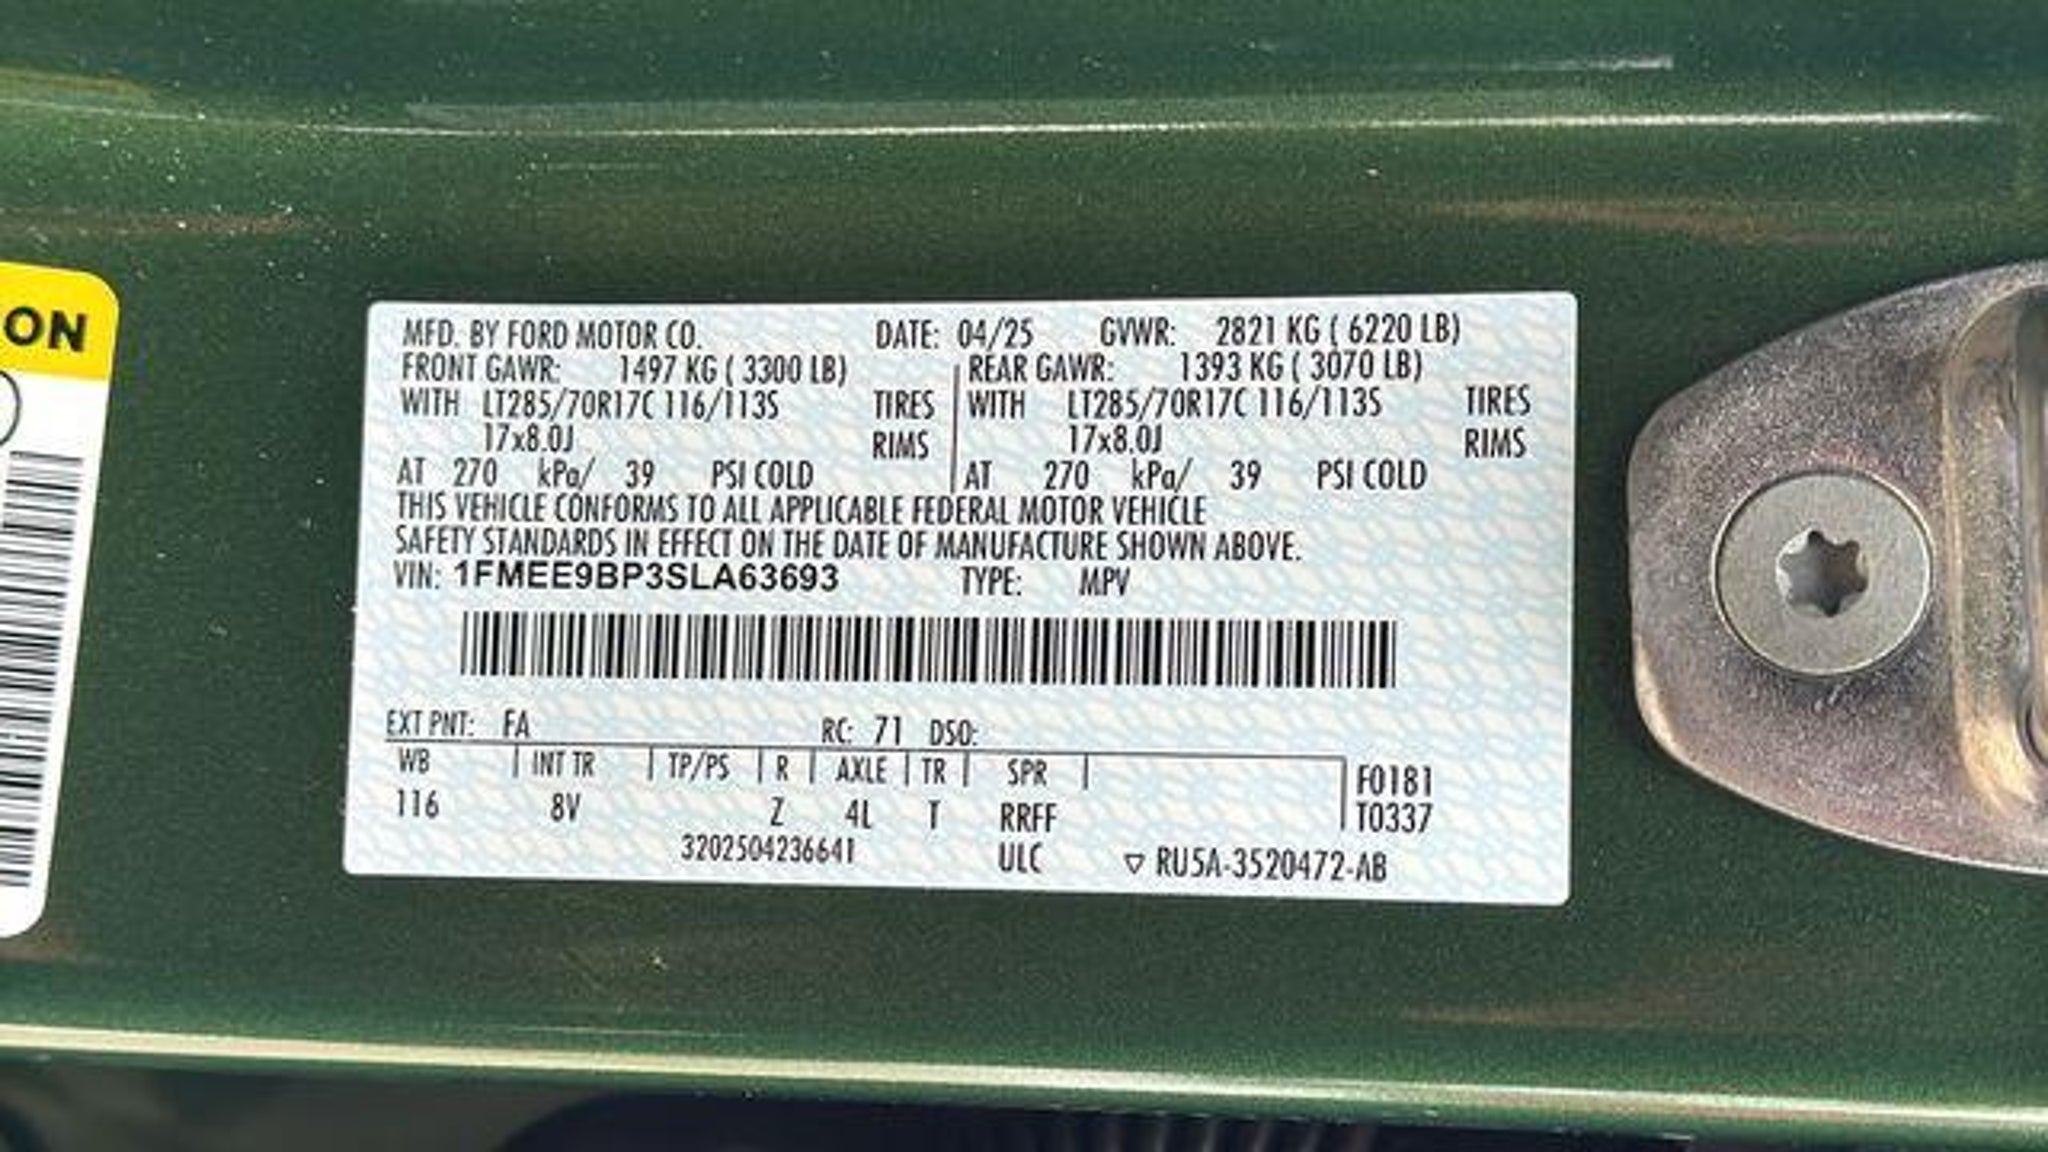 ON
MFD. BY FORD MOTOR CO. DATE: 04/25 GVWR: 2821 KG ( 6220 LB)
FRONT GAWR: 1497 KG ( 3300 LB) REAR GAWR: 1393 KG ( 3070 LB)
WITH LT285/70R17C 116/113S TIRES WITH LT285/70R17C 116/113S TIRES
17x8.0J RIMS 17x8.0J RIMS
AT 270 kPa/ 39 PSI COLD AT 270 kPa/ 39 PSI COLD
THIS VEHICLE CONFORMS TO ALL APPLICABLE FEDERAL MOTOR VEHICLE
SAFETY STANDARDS IN EFFECT ON THE DATE OF MANUFACTURE SHOWN ABOVE.
VIN: 1FMEE9BP3SLA63693 TYPE: MPV
EXT PNT: FA RC: 71 DSO:
WB INT TR TP/PS R AXLE TR SPR F0181
116 8V Z 4L T RRFF T0337
3202504236641 ULC ▽ RU5A-3520472-AB